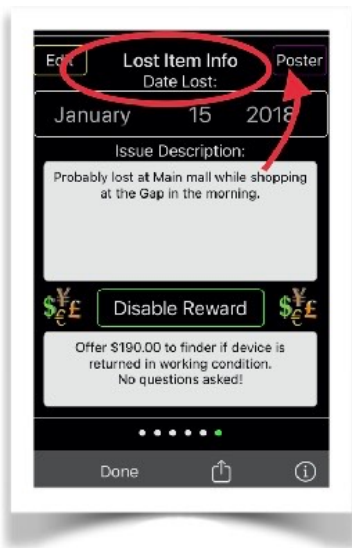 Edit Lost Item Info Poster
Date Lost:
January 15 2018
Issue Description:
Probably lost at Main mall while shopping
at the Gap in the morning.
$¥€£ Disable Reward $¥€£
Offer $190.00 to finder if device is
returned in working condition.
No questions asked!
Done